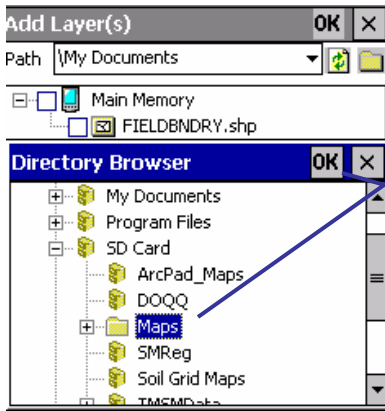 Add Layer(s) OK
Path \My Documents
Main Memory
FIELDBNDRY.shp
Directory Browser OK
My Documents
Program Files
SD Card
ArcPad_Maps
DOQQ
Maps
SMReg
Soil Grid Maps
TMSMData